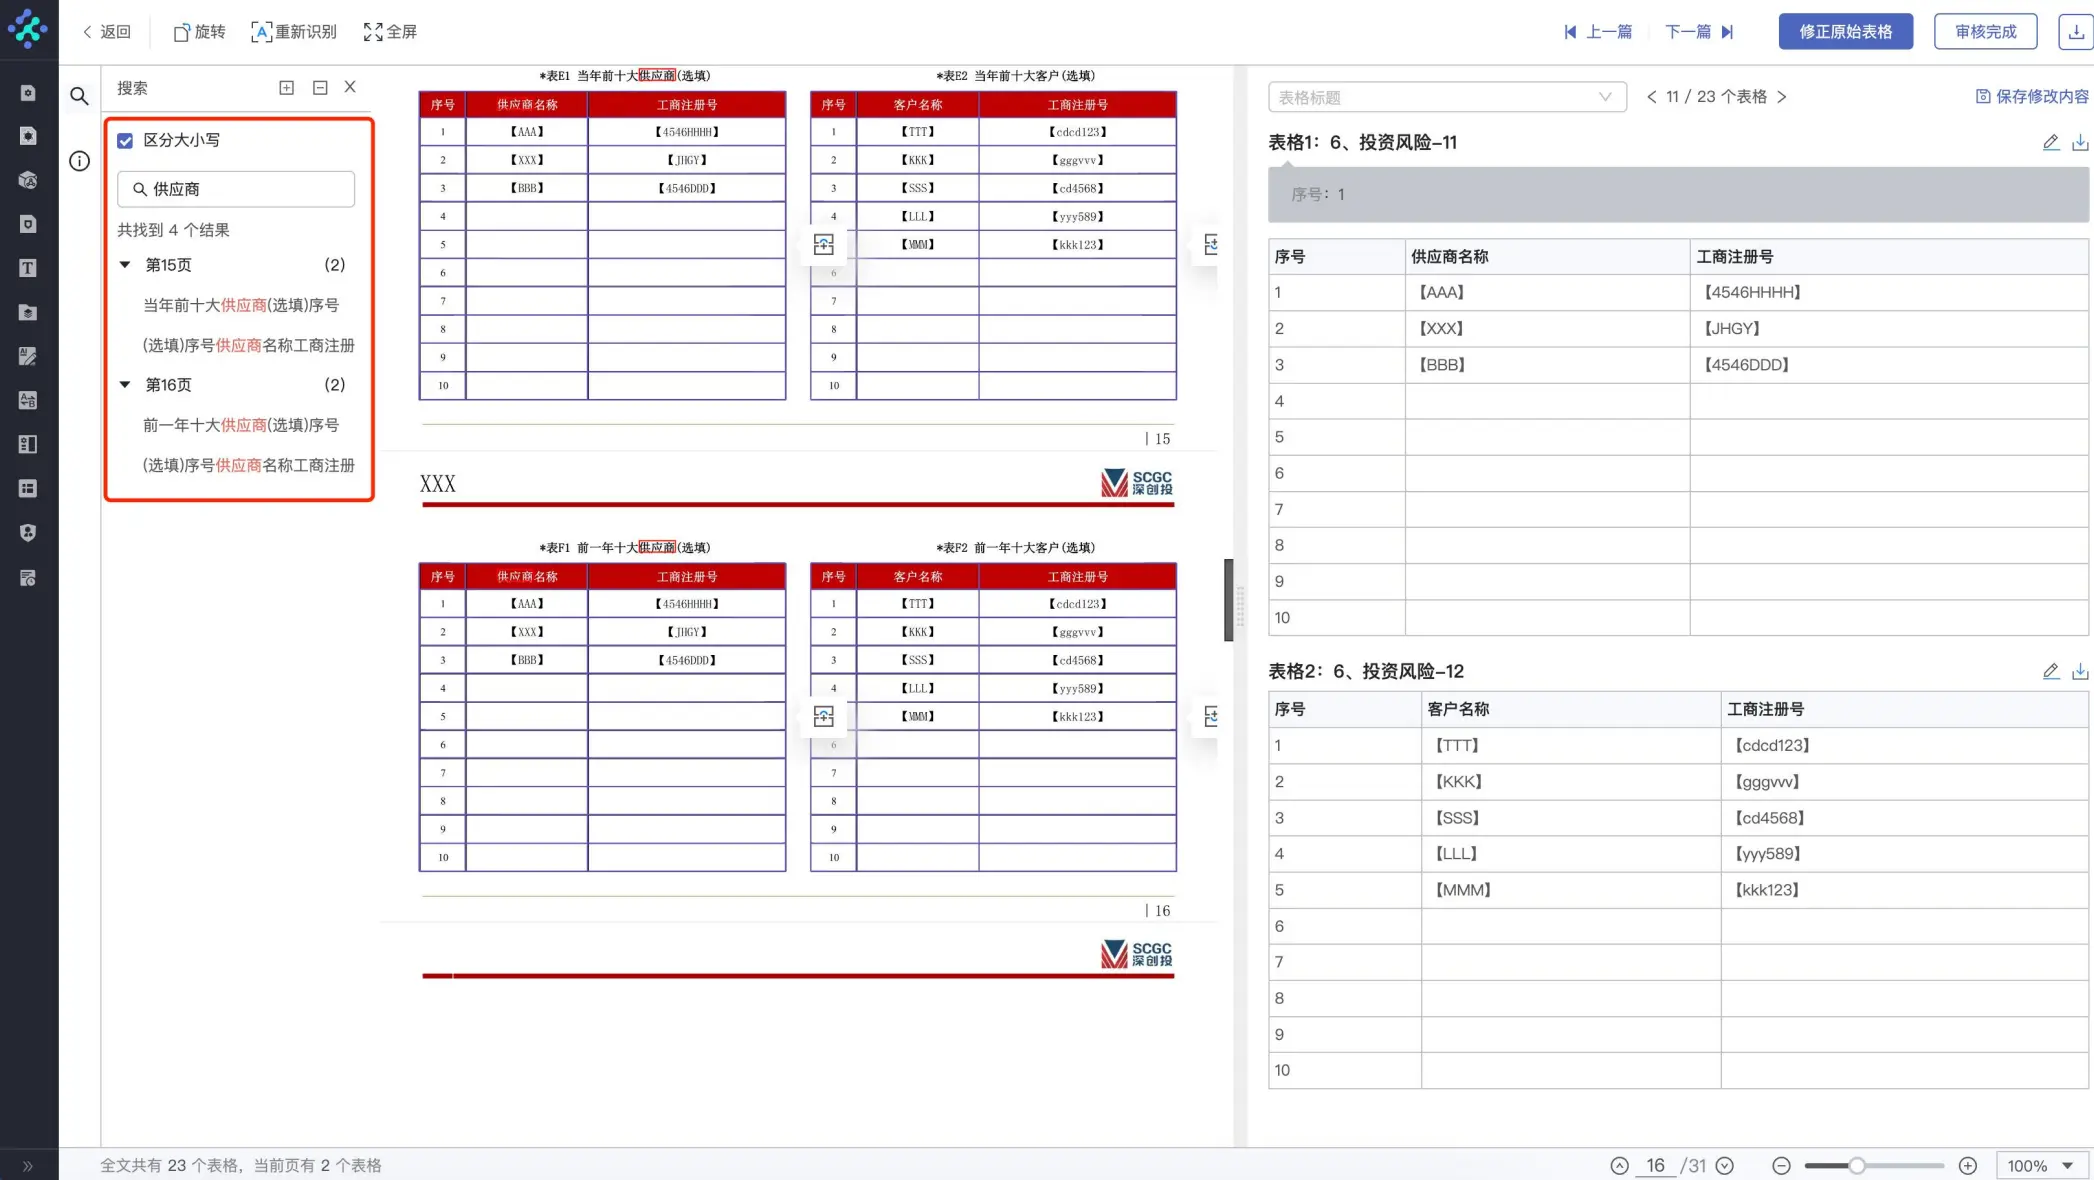 返回
旋转
重新识别
全屏
上一篇
下一篇
修正原始表格
审核完成
搜索
区分大小写
供应商
共找到 4 个结果
第15页 (2)
当年前十大供应商(选填)序号
(选填)序号供应商名称工商注册
第16页 (2)
前一年十大供应商(选填)序号
(选填)序号供应商名称工商注册
*表E1 当年前十大供应商(选填)
序号 供应商名称 工商注册号
1 【AAA】 【4546HHHH】
2 【XXX】 【JHGY】
3 【BBB】 【4546DDD】
4
5
6
7
8
9
10
*表E2 当年前十大客户(选填)
序号 客户名称 工商注册号
1 【TTT】 【cdcd123】
2 【KKK】 【gggvvv】
3 【SSS】 【cd4568】
4 【LLL】 【yyy589】
【MMM】 【kkk123】
6
7
8
9
10
| 15
XXX
SCGC
深创投
*表F1 前一年十大供应商(选填)
序号 供应商名称 工商注册号
1 【AAA】 【4546HHHH】
2 【XXX】 【JHGY】
3 【BBB】 【4546DDD】
4
5
6
7
8
9
10
*表F2 前一年十大客户(选填)
序号 客户名称 工商注册号
1 【TTT】 【cdcd123】
2 【KKK】 【gggvvv】
3 【SSS】 【cd4568】
4 【LLL】 【yyy589】
【MMM】 【kkk123】
6
7
8
9
10
| 16
SCGC
深创投
表格标题
11 / 23 个表格
保存修改内容
表格1：6、投资风险-11
序号：1
序号 供应商名称 工商注册号
1 【AAA】 【4546HHHH】
2 【XXX】 【JHGY】
3 【BBB】 【4546DDD】
4
5
6
7
8
9
10
表格2：6、投资风险-12
序号 客户名称 工商注册号
1 【TTT】 【cdcd123】
2 【KKK】 【gggvvv】
3 【SSS】 【cd4568】
4 【LLL】 【yyy589】
5 【MMM】 【kkk123】
6
7
8
9
10
全文共有 23 个表格，当前页有 2 个表格
16 /31
100%